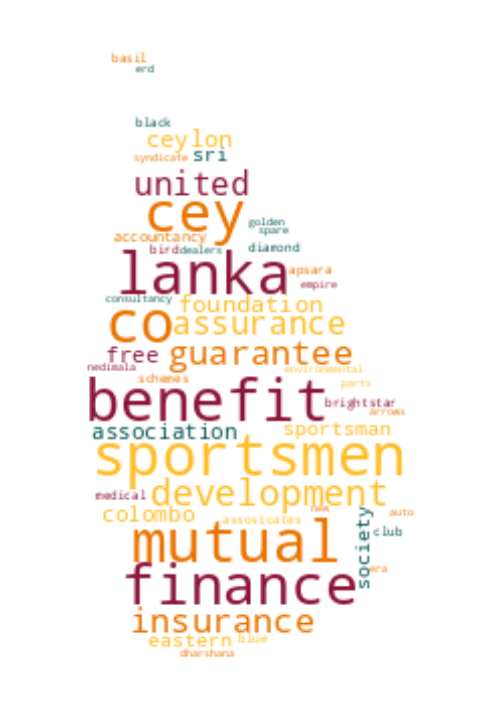 basil
erd
black
ceylon
syndicate sri
united
cey golden
spare
accountancy
bird dealers diamond
lanka apsara
empire
consultancy foundation
co assurance
free guarantee
nedimala environmental
schemes parts
benefit brightstar
arrows
association sportsman
sportsmen
medical development
colombo assosicates new auto
mutual society club
finance era
insurance
eastern blue
dharshana